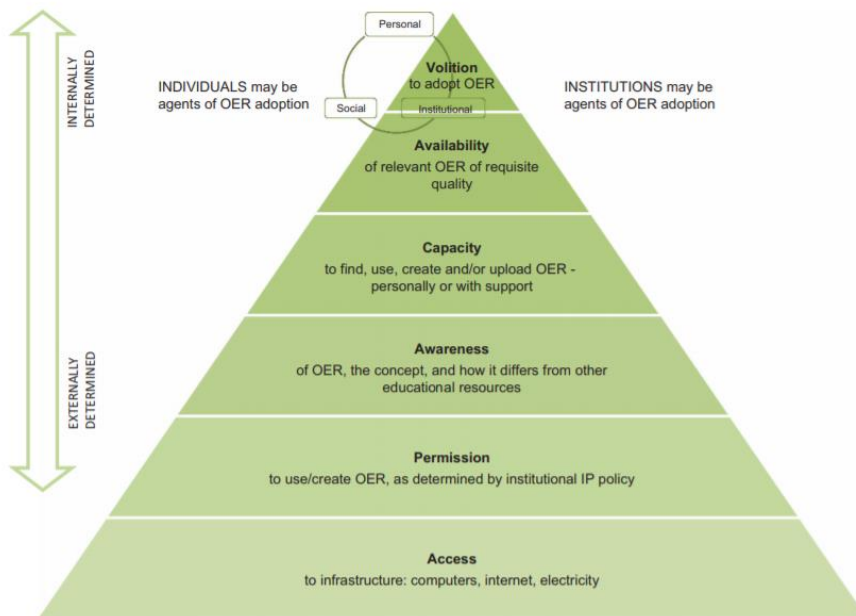 Personal
Volition
to adopt OER
Social
Institutional
INDIVIDUALS may be
agents of OER adoption
INSTITUTIONS may be
agents of OER adoption
INTERNALLY
DETERMINED
EXTERNALLY
DETERMINED
Availability
of relevant OER of requisite
quality
Capacity
to find, use, create and/or upload OER -
personally or with support
Awareness
of OER, the concept, and how it differs from other
educational resources
Permission
to use/create OER, as determined by institutional IP policy
Access
to infrastructure: computers, internet, electricity